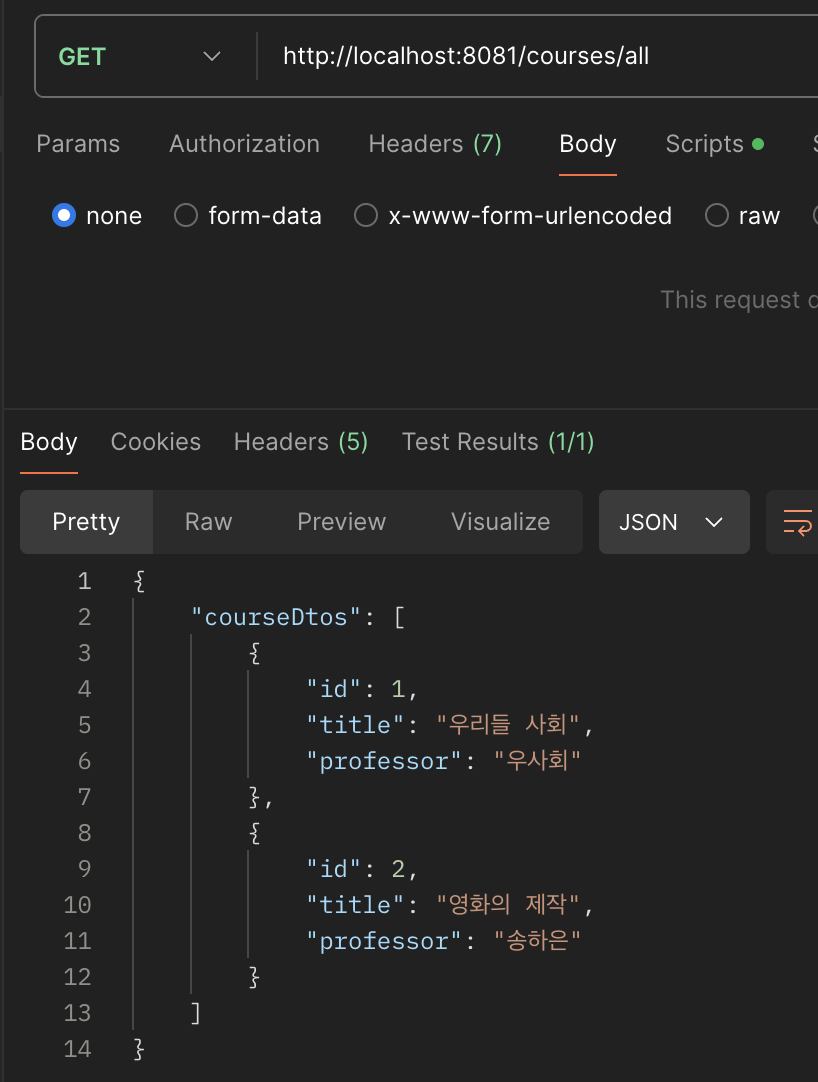 GET http://localhost:8081/courses/all
Params Authorization Headers (7) Body Scripts
none form-data x-www-form-urlencoded raw
This request
Body Cookies Headers (5) Test Results (1/1)
Pretty Raw Preview Visualize JSON
1 {
2 "courseDtos": [
3 {
4 "id": 1,
5 "title": "우리들 사회",
6 "professor": "우사회"
7 },
8 {
9 "id": 2,
10 "title": "영화의 제작",
11 "professor": "송하은"
12 }
13 ]
14 }